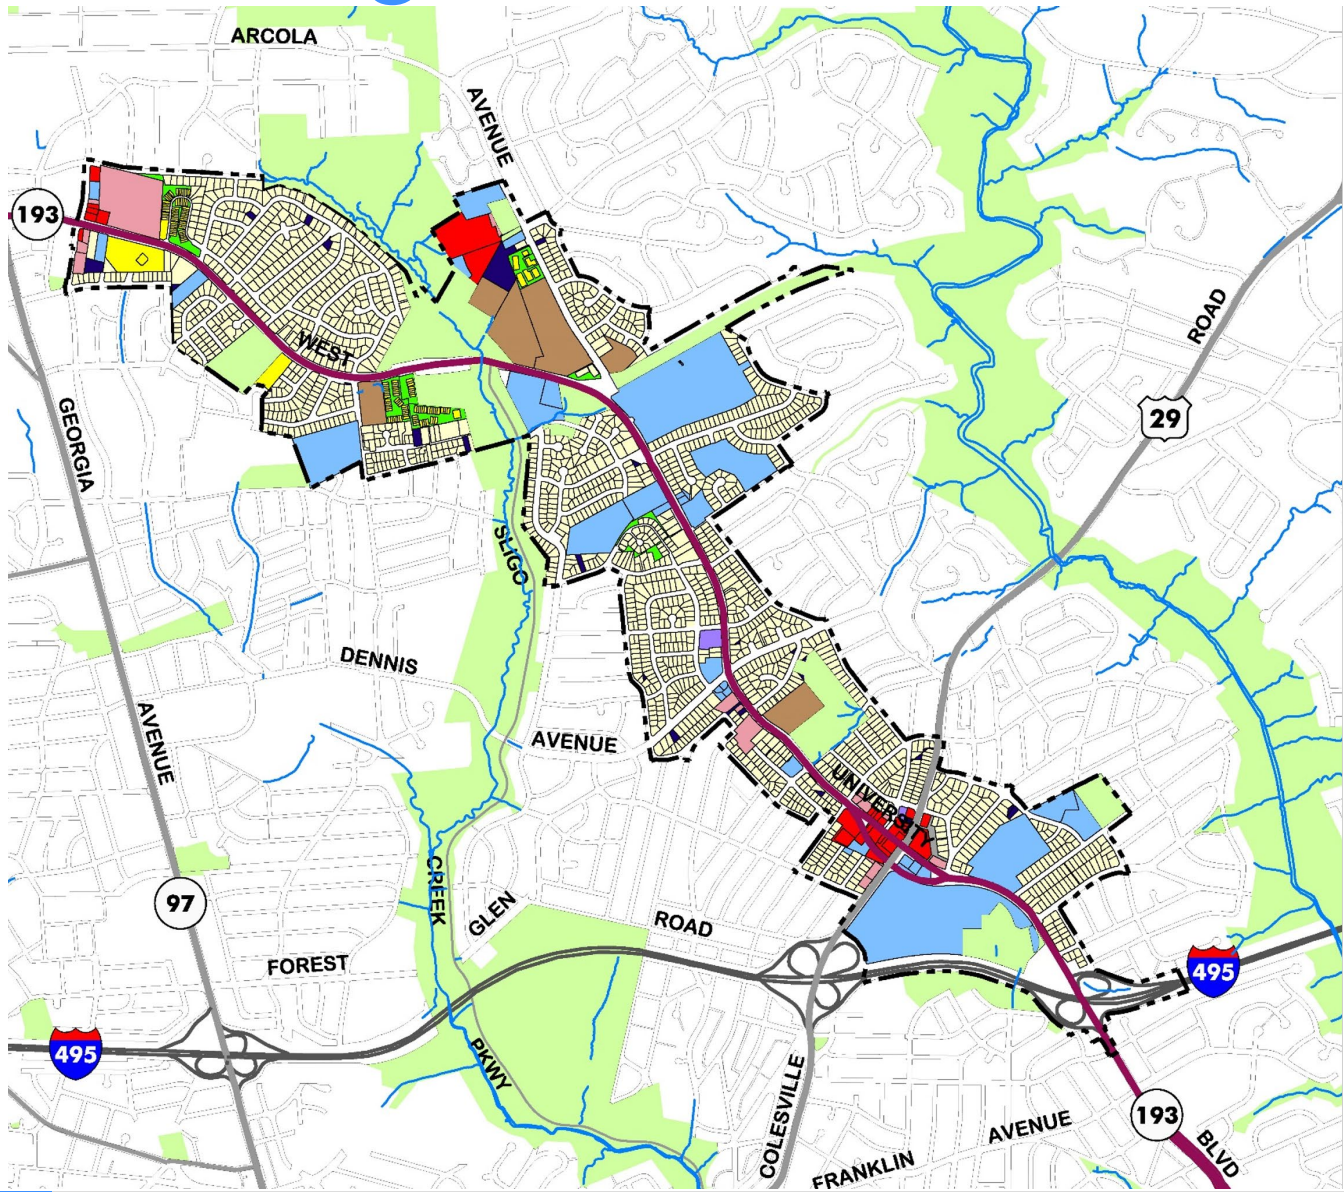 ARCOLA
AVENUE
193
ROAD
WEST
29
GEORGIA
SLIGO
DENNIS
AVENUE
AVENUE
UNIVERSITY
CREEK
97
GLEN
ROAD
FOREST
495
495
PKWY
COLESVILLE
193
AVENUE
FRANKLIN
BLVD